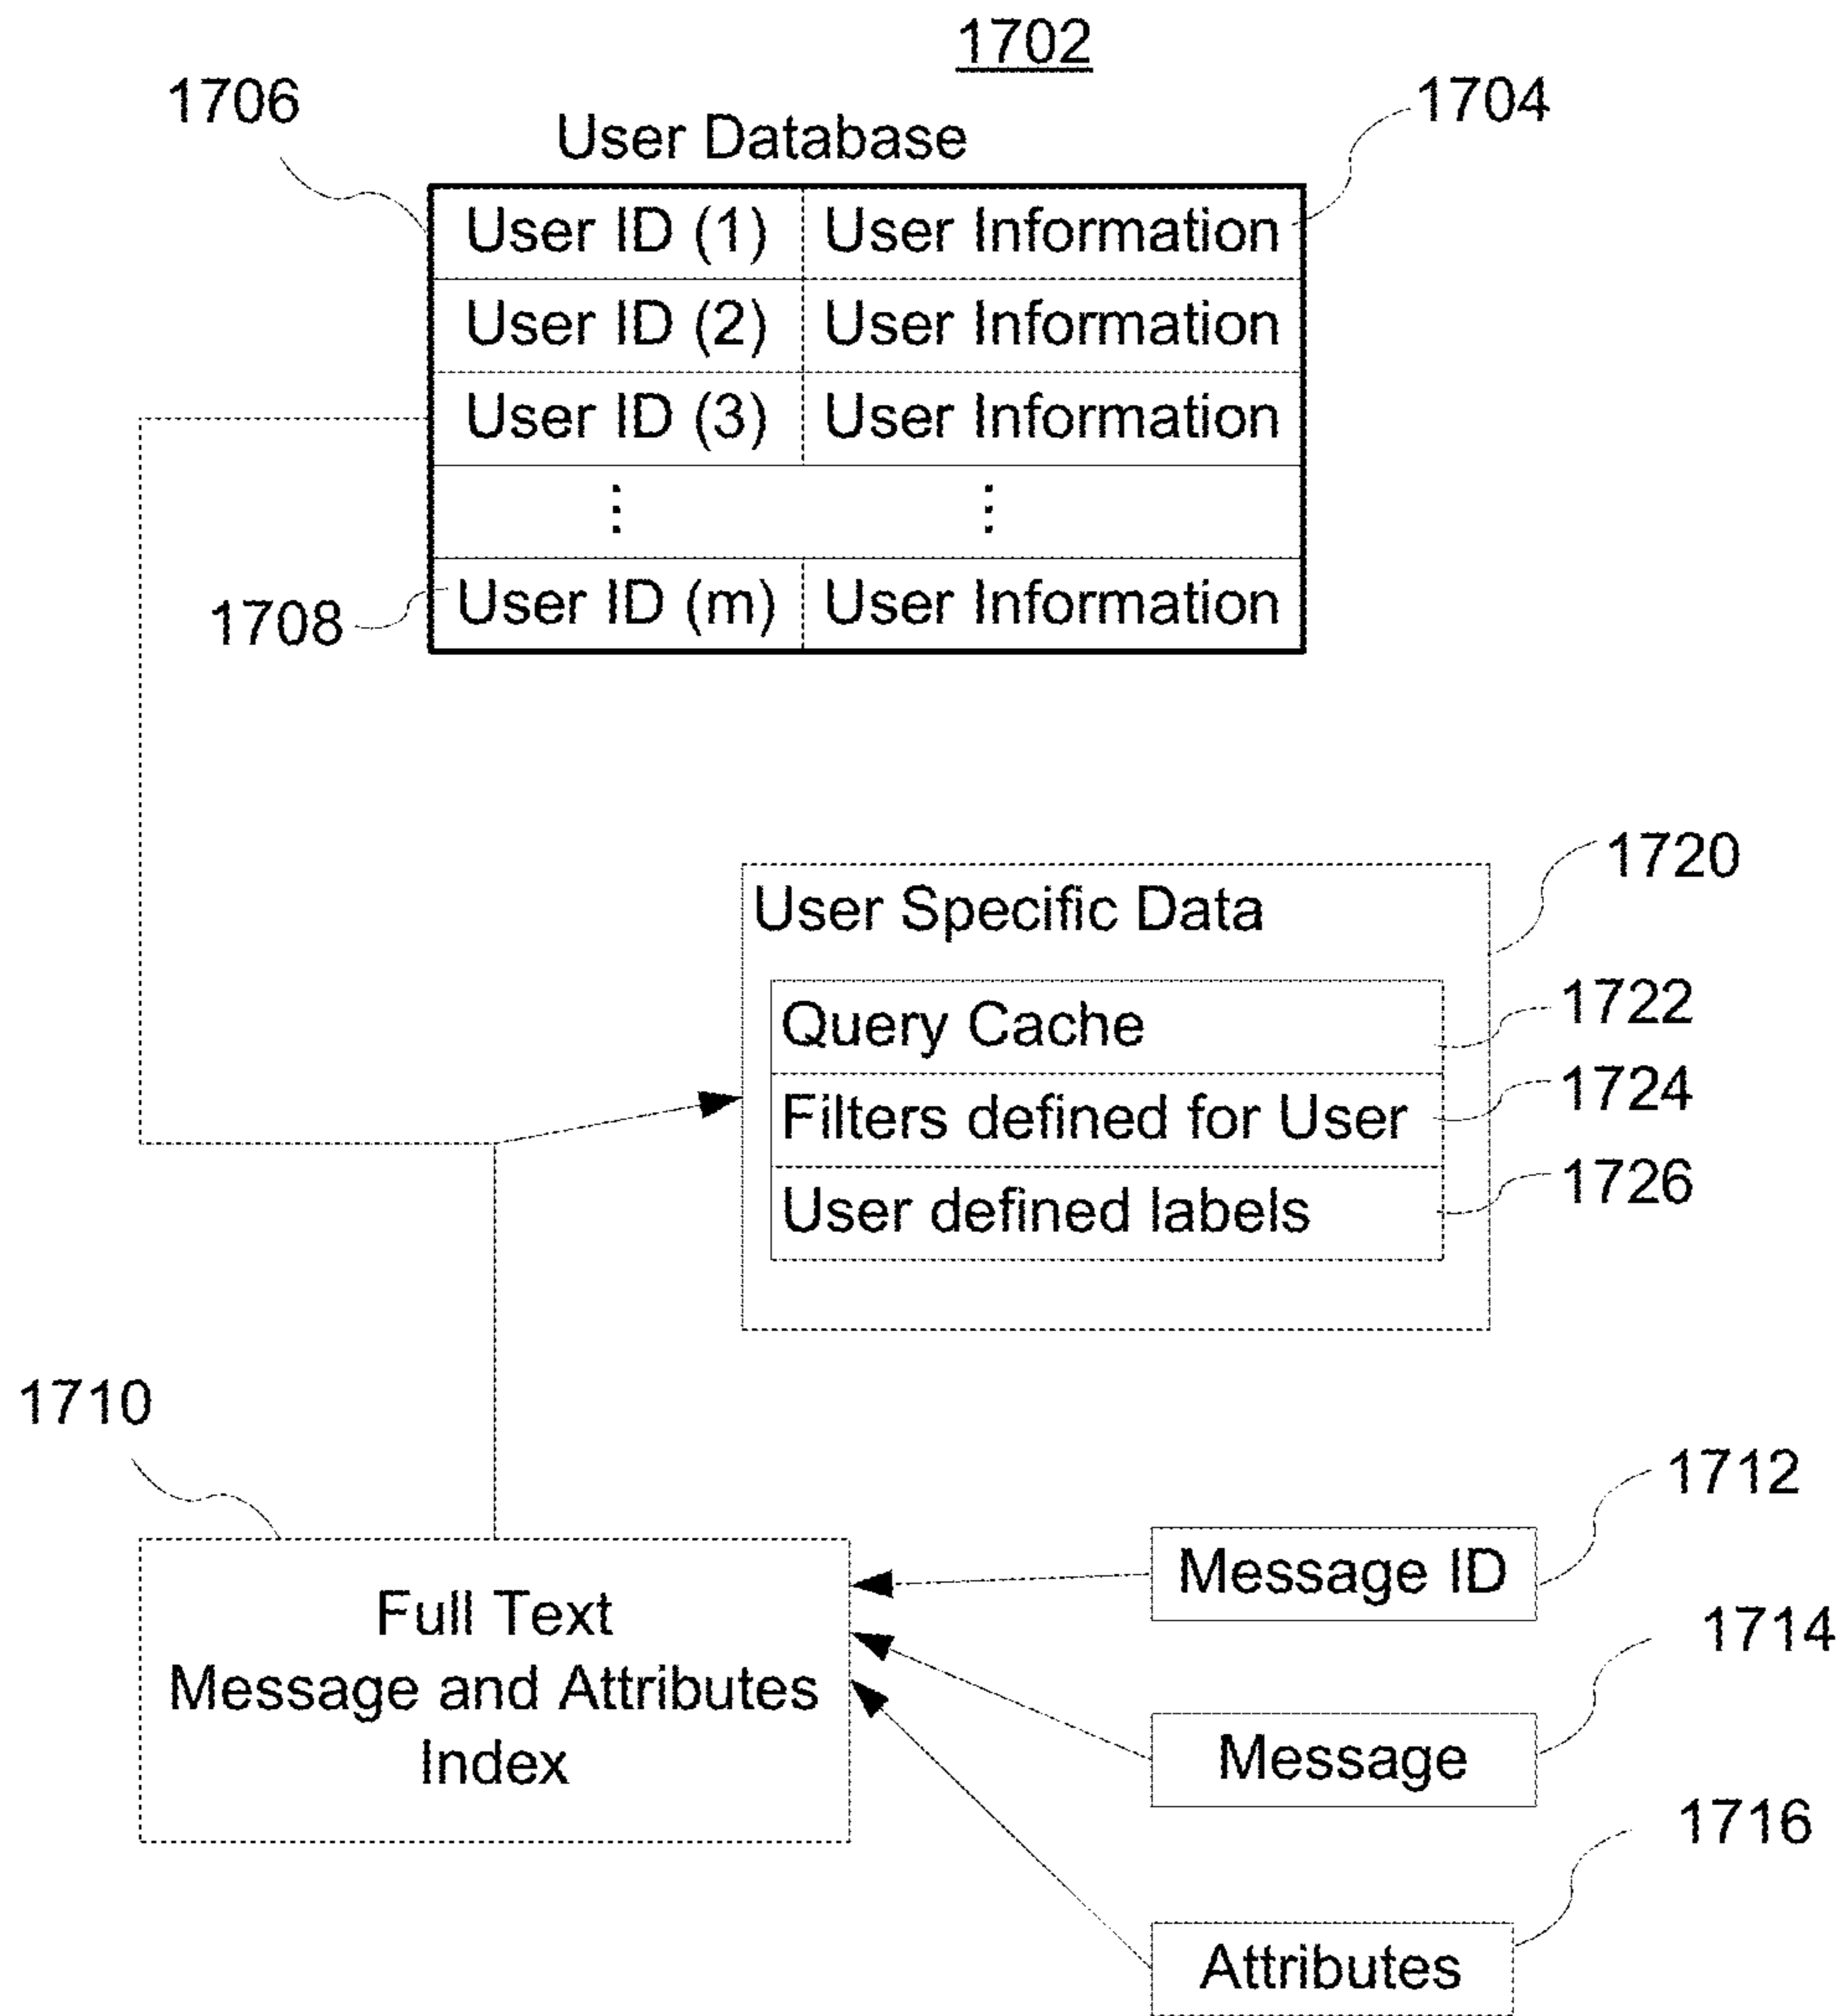 1702
1706
1704
User Database
User ID (1) User Information
User ID (2) User Information
User ID (3) User Information
⋮ ⋮
1708
User ID (m) User Information
1720
User Specific Data
Query Cache
1722
Filters defined for User
1724
User defined labels
1726
1710
Full Text
Message and Attributes
Index
1712
Message ID
1714
Message
1716
Attributes